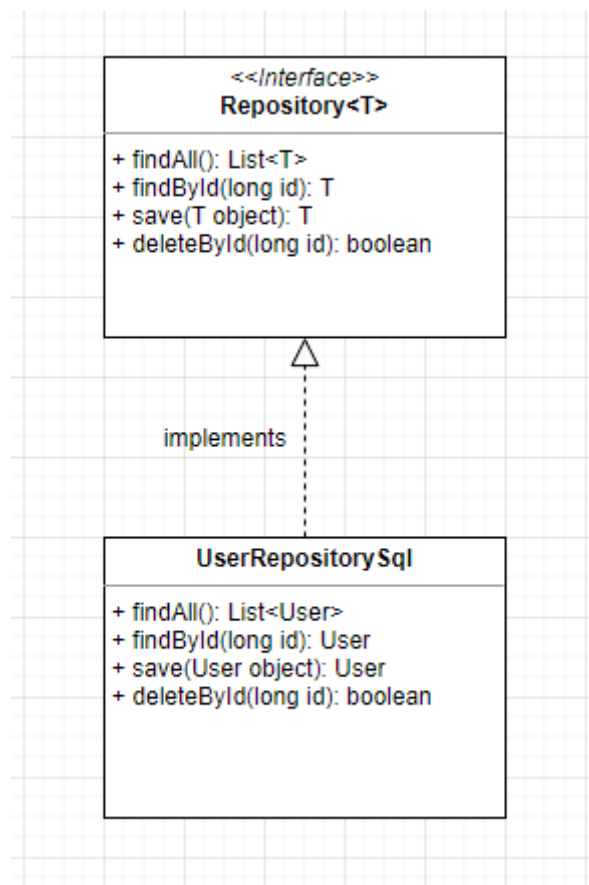 <<Interface>>
Repository<T>
+ findAll(): List<T>
+ findById(long id): T
+ save(T object): T
+ deleteById(long id): boolean
implements
UserRepositorySql
+ findAll(): List<User>
+ findById(long id): User
+ save(User object): User
+ deleteById(long id): boolean